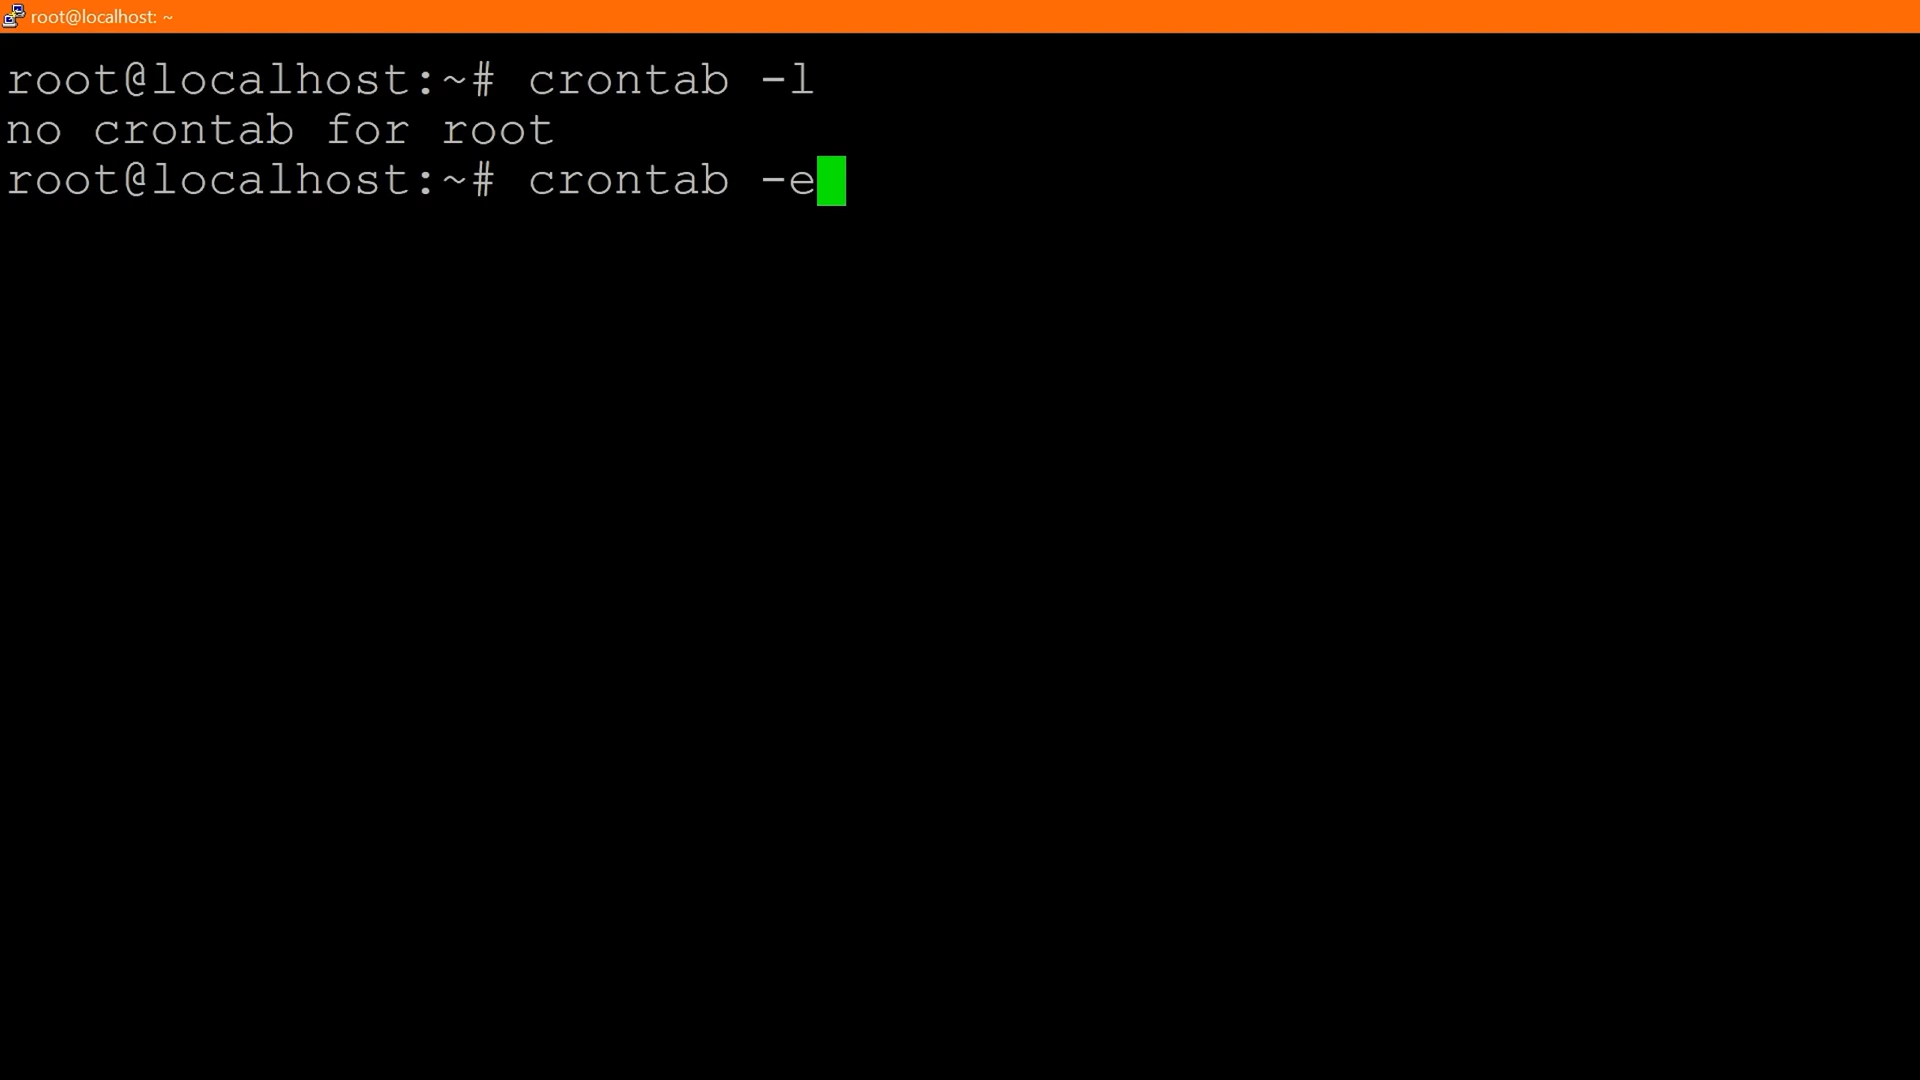 root@localhost: ~
root@localhost:~# crontab -l
no crontab for root
root@localhost:~# crontab -e